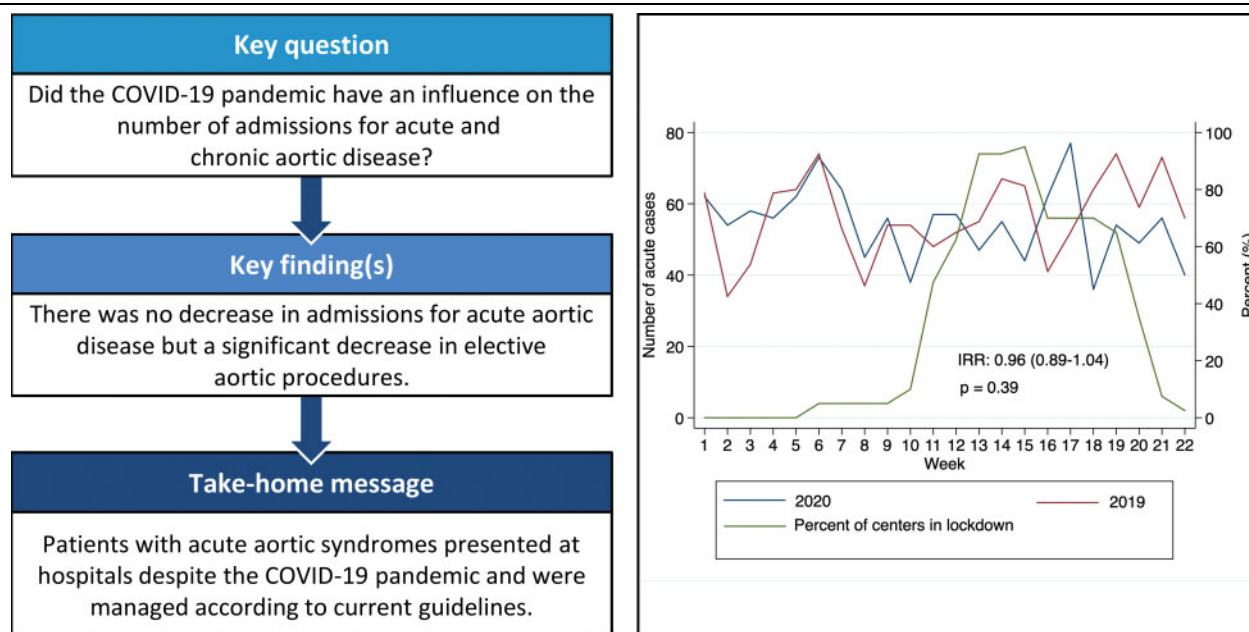 Key question
Did the COVID-19 pandemic have an influence on the
number of admissions for acute and
chronic aortic disease?
Key finding(s)
There was no decrease in admissions for acute aortic
disease but a significant decrease in elective
aortic procedures.
Take-home message
Patients with acute aortic syndromes presented at
hospitals despite the COVID-19 pandemic and were
managed according to current guidelines.
Number of acute cases
80
60
40
20
0
100
80
60
40
20
0
Percent (%)
IRR: 0.96 (0.89-1.04)
p = 0.39
1 2 3 4 5 6 7 8 9 10 11 12 13 14 15 16 17 18 19 20 21 22
Week
2020 2019
Percent of centers in lockdown